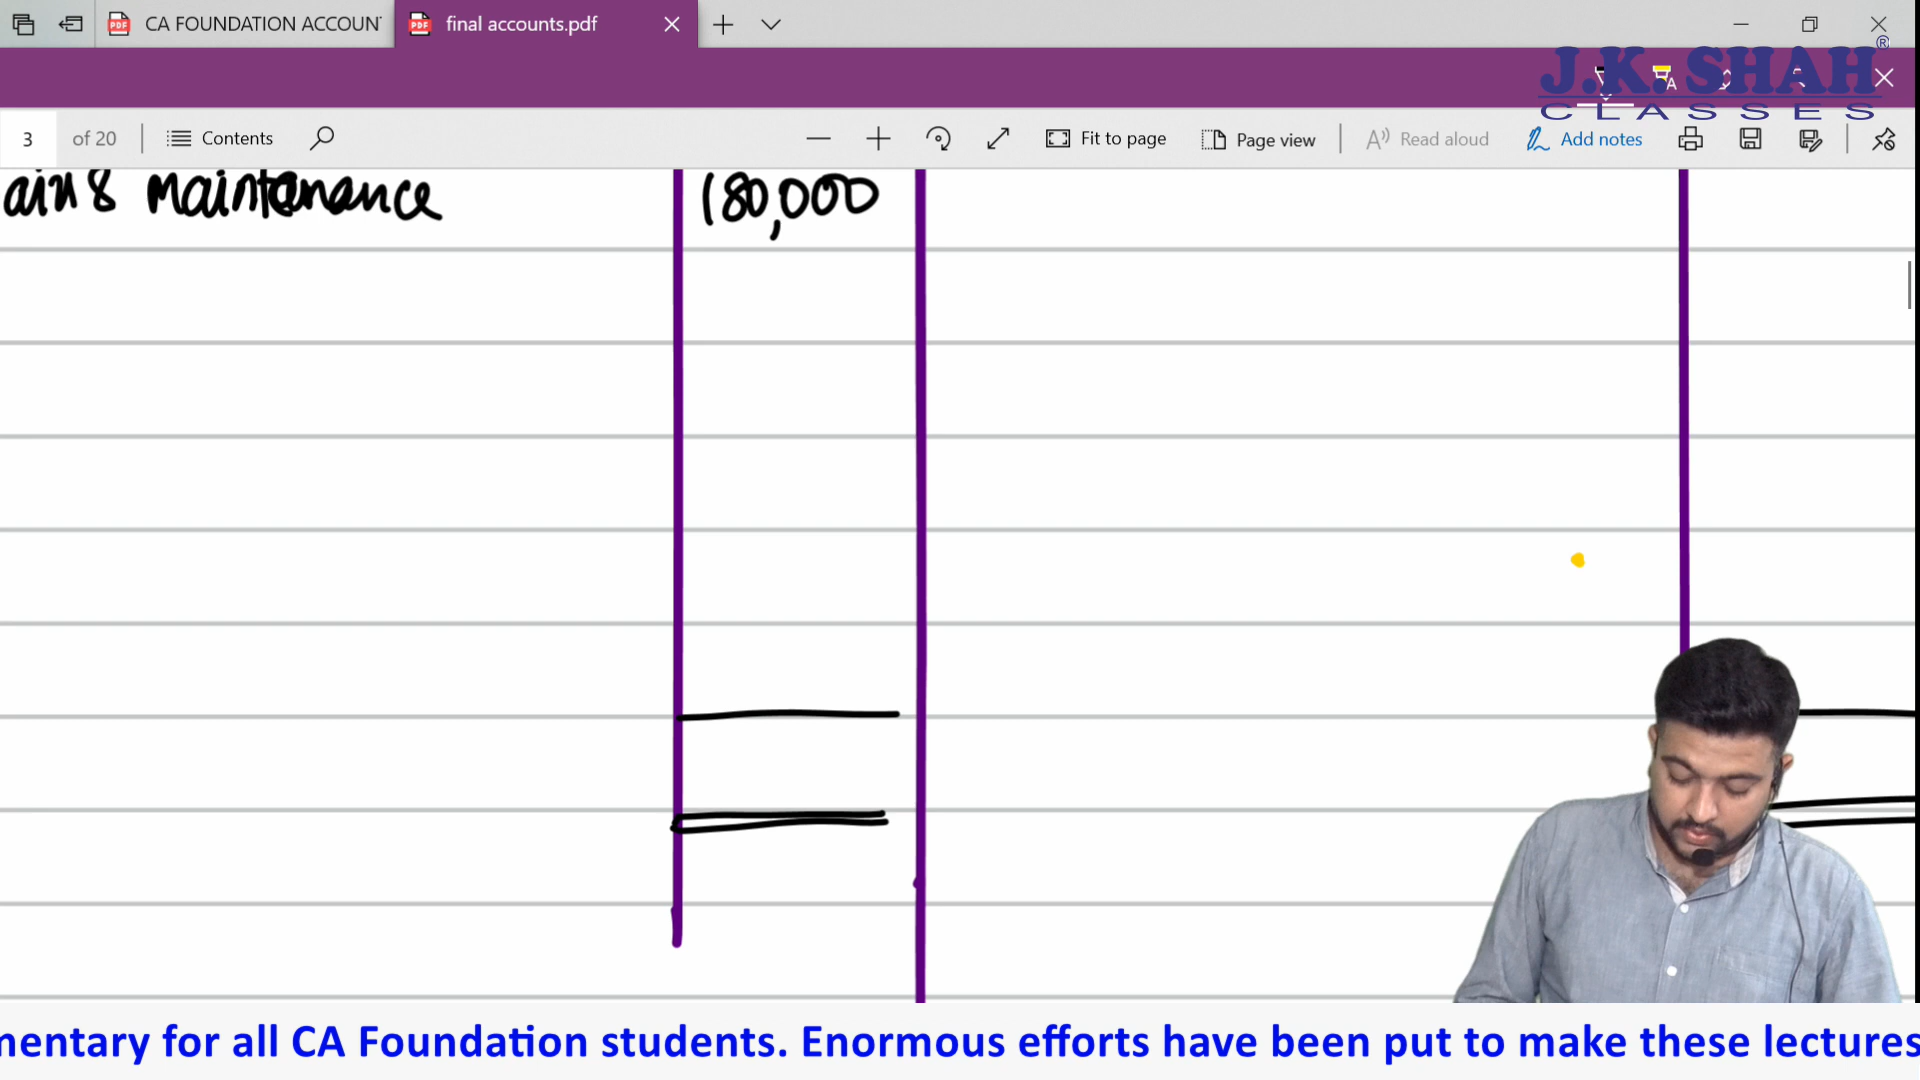 CA FOUNDATION ACCOUN
final accounts.pdf
J.K. SHAH ®
CLASSES
3 of 20 Contents Fit to page Page view Read aloud Add notes
maintenance 180,000
mentary for all CA Foundation students. Enormous efforts have been put to make these lectures